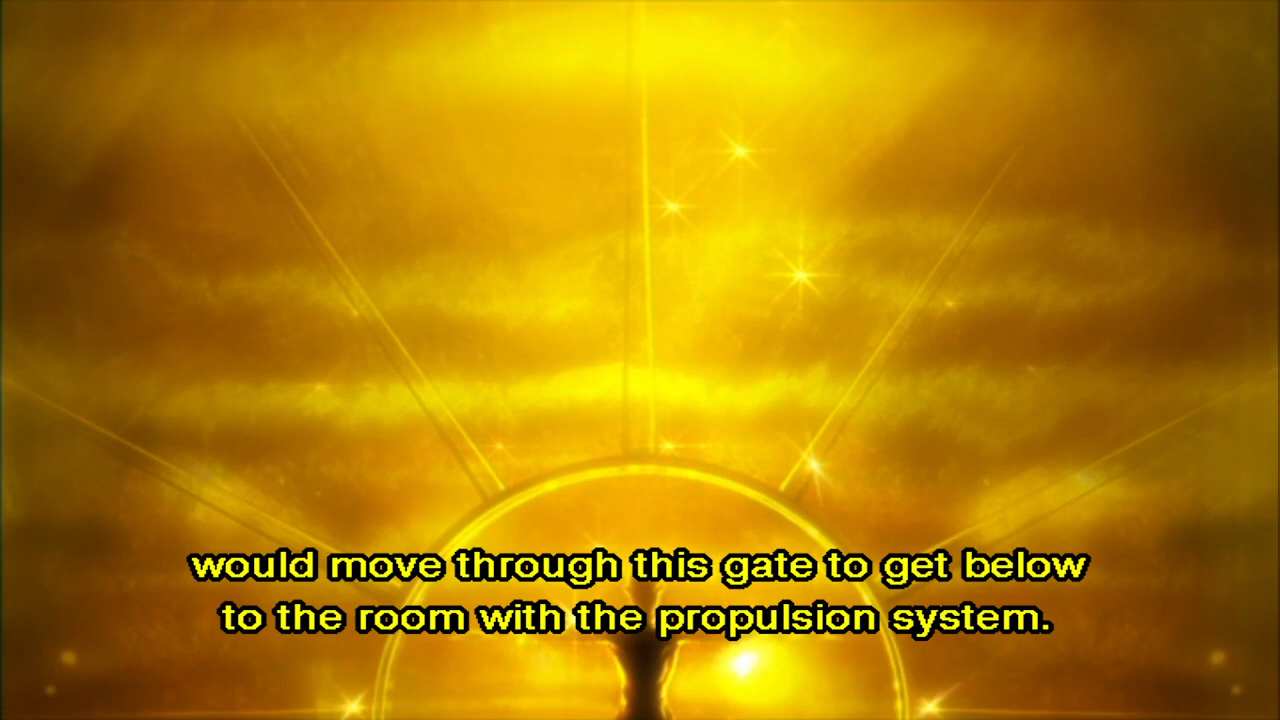 would move through this gate to get below
to the room with the propulsion system.